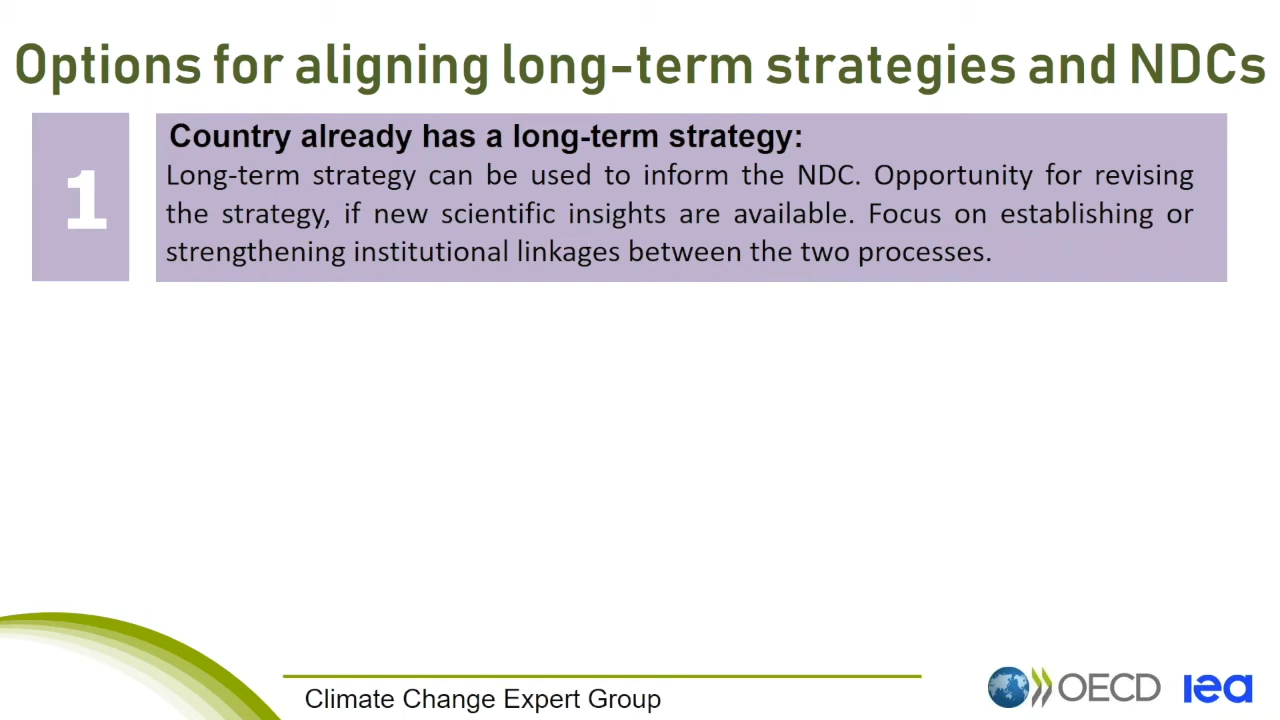 Options for aligning long-term strategies and NDCs
1
Country already has a long-term strategy:
Long-term strategy can be used to inform the NDC. Opportunity for revising
the strategy, if new scientific insights are available. Focus on establishing or
strengthening institutional linkages between the two processes.
Climate Change Expert Group
OECD
iea